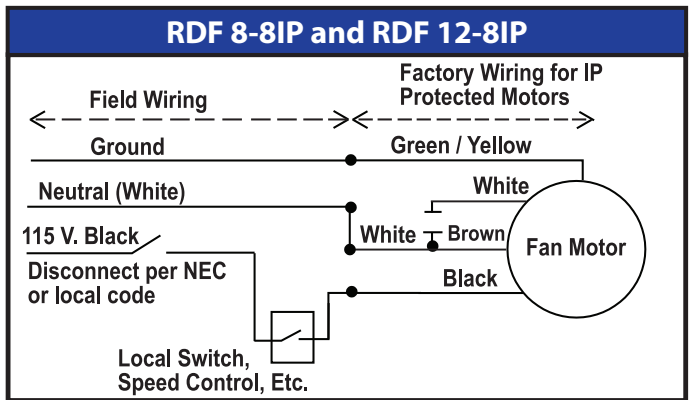 RDF 8-8IP and RDF 12-8IP
Field Wiring
Factory Wiring for IP
Protected Motors
Ground
Green / Yellow
Neutral (White)
White
115 V. Black
White
Brown
Fan Motor
Disconnect per NEC
or local code
Black
Local Switch,
Speed Control, Etc.